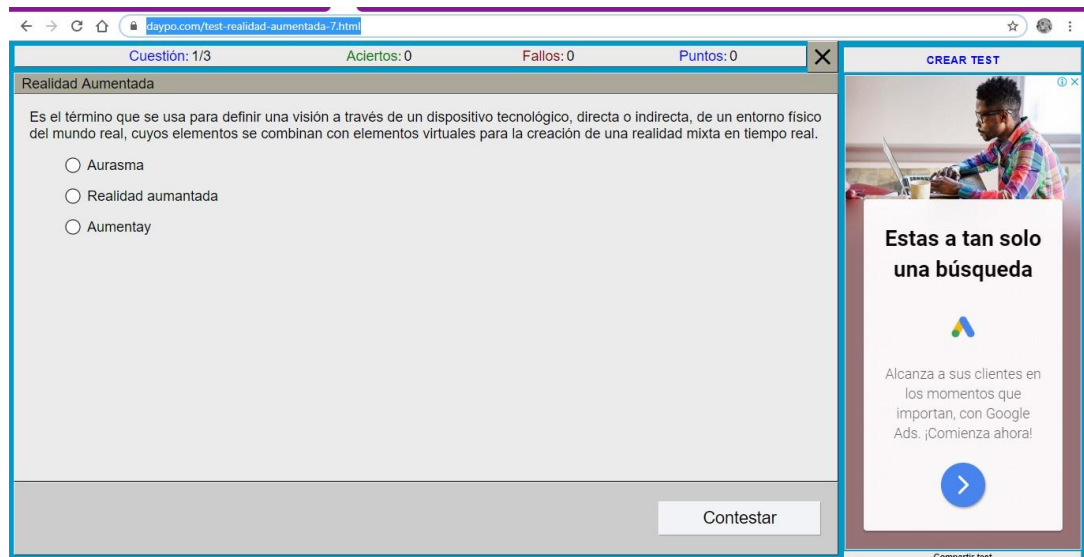 daypo.com/test-realidad-aumentada-7.html
Cuestión: 1/3 Aciertos: 0 Fallos: 0 Puntos: 0
CREAR TEST
Realidad Aumentada
Es el término que se usa para definir una visión a través de un dispositivo tecnológico, directa o indirecta, de un entorno físico
del mundo real, cuyos elementos se combinan con elementos virtuales para la creación de una realidad mixta en tiempo real.
Aurasma
Realidad aumantada
Aumentay
Contestar
Estas a tan solo
una búsqueda
Alcanza a sus clientes en
los momentos que
importan, con Google
Ads. ¡Comienza ahora!
Compartir test